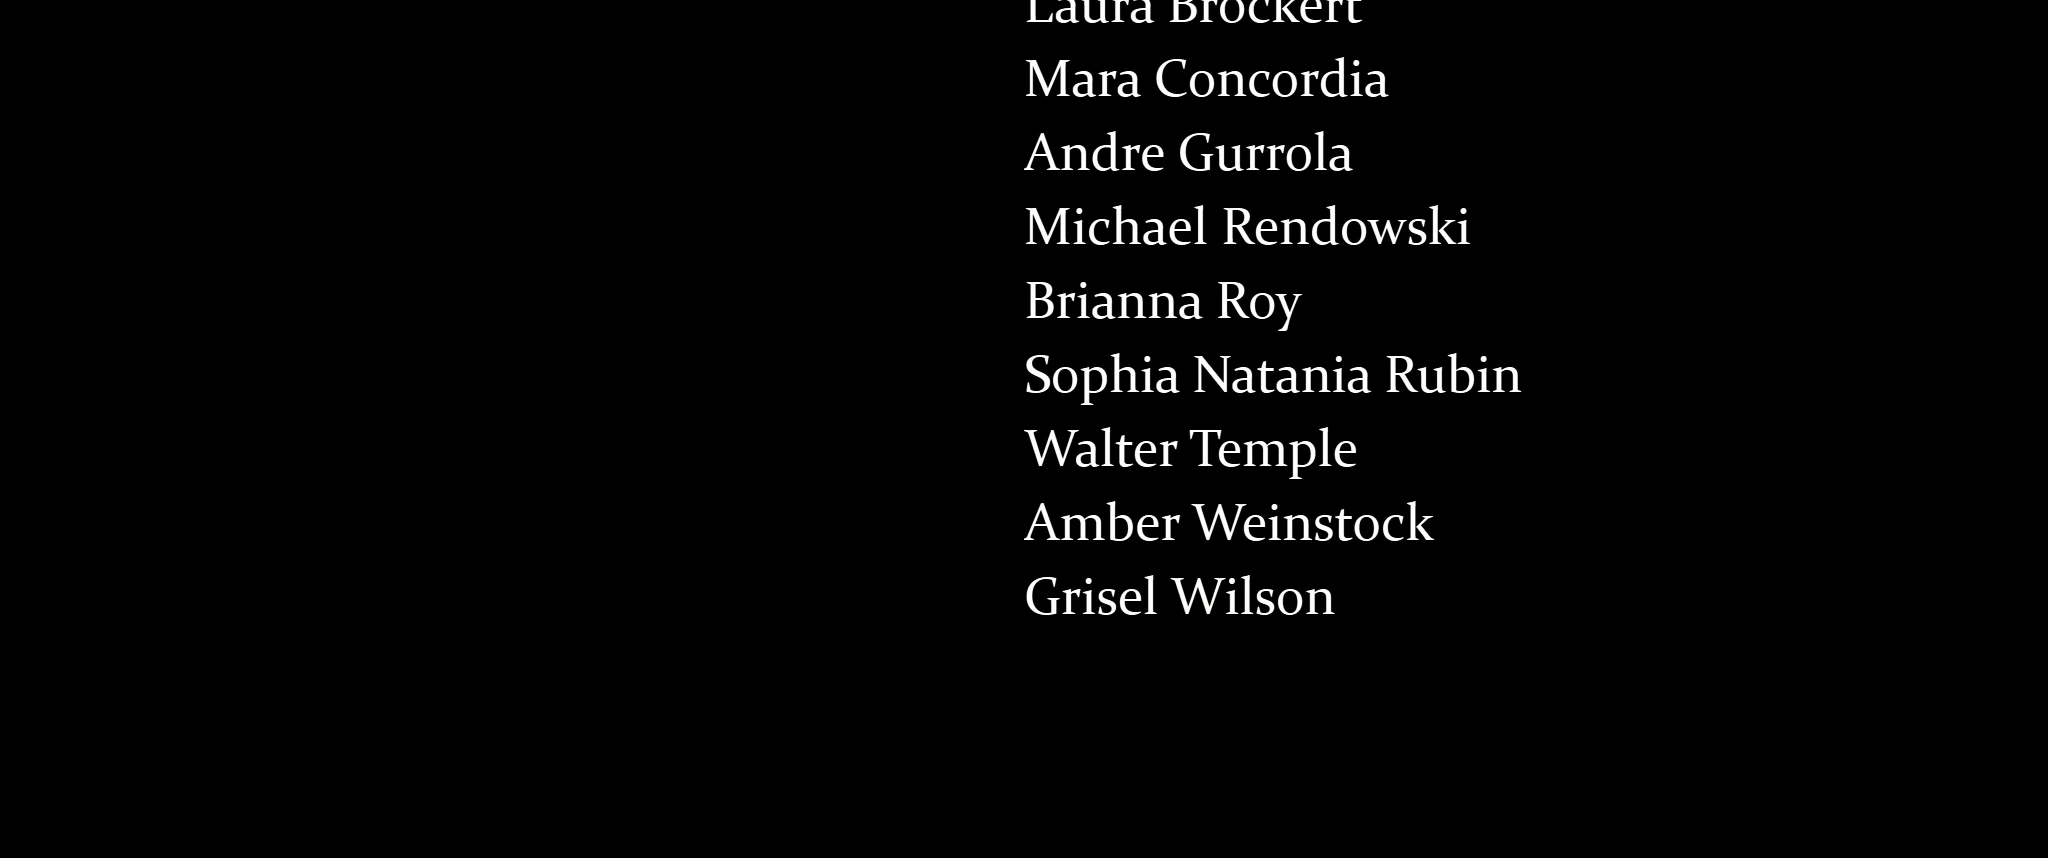 Laura Brockert
Mara Concordia
Andre Gurrola
Michael Rendowski
Brianna Roy
Sophia Natania Rubin
Walter Temple
Amber Weinstock
Grisel Wilson